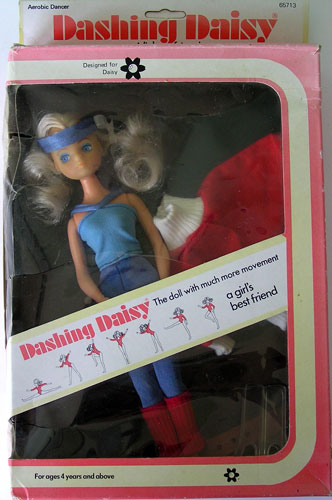 Aerobic Dancer
65713
Dashing Daisy
Designed for
Daisy
Dashing Daisy
The doll with much more movement
a girl's
best friend
For ages 4 years and above